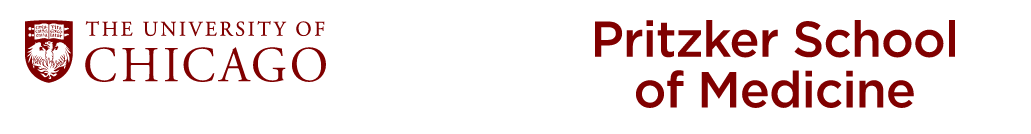 THE UNIVERSITY OF
CHICAGO
Pritzker School
of Medicine